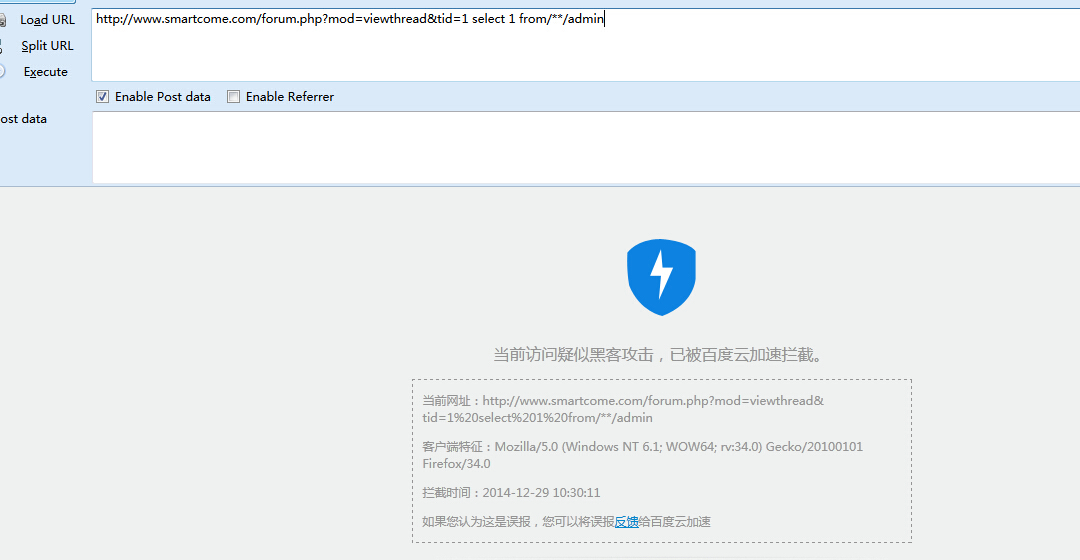 Load URL
http://www.smartcome.com/forum.php?mod=viewthread&tid=1 select 1 from/**/admin
Split URL
Execute
Enable Post data Enable Referrer
ost data
当前访问疑似黑客攻击，已被百度云加速拦截。
当前网址：http://www.smartcome.com/forum.php?mod=viewthread&
tid=1%20select%201%20from/**/admin
客户端特征：Mozilla/5.0 (Windows NT 6.1; WOW64; rv:34.0) Gecko/20100101
Firefox/34.0
拦截时间：2014-12-29 10:30:11
如果您认为这是误报，您可以将误报反馈给百度云加速